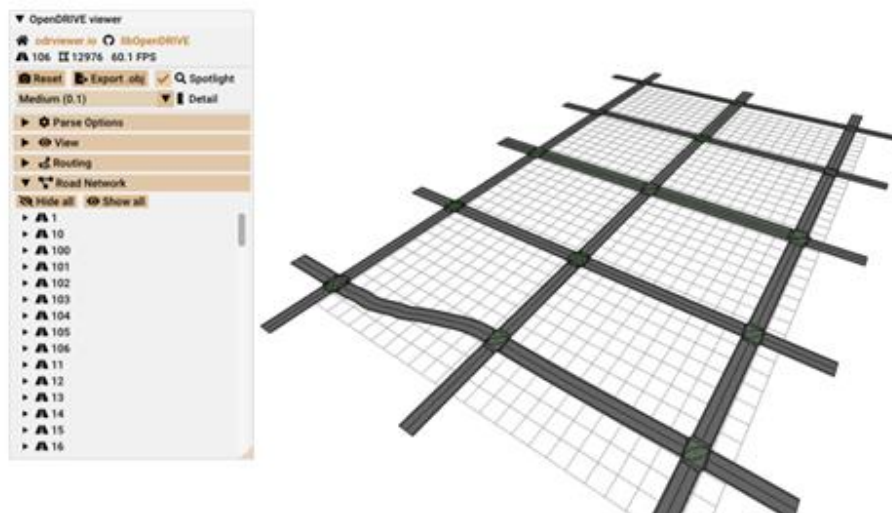 OpenDRIVE viewer
odrviewer.io libOpenDRIVE
106 12976 60.1 FPS
Reset Export .obj Spotlight
Medium (0.1) Detail
Parse Options
View
Routing
Road Network
Hide all Show all
1
10
100
101
102
103
104
105
106
11
12
13
14
15
16